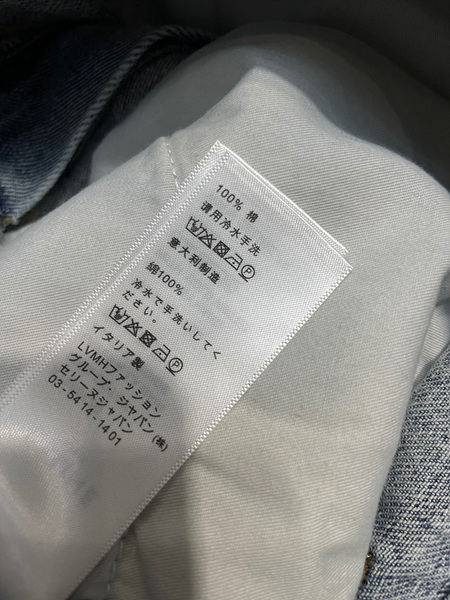 100% 棉
请用冷水手洗
P
意大利制造
綿100%
冷水で手洗いしてく
ださい。
P
イタリア製
LVMHファッション
グループ・ジャパン(株)
セリーヌジャパン
03-5414-1401